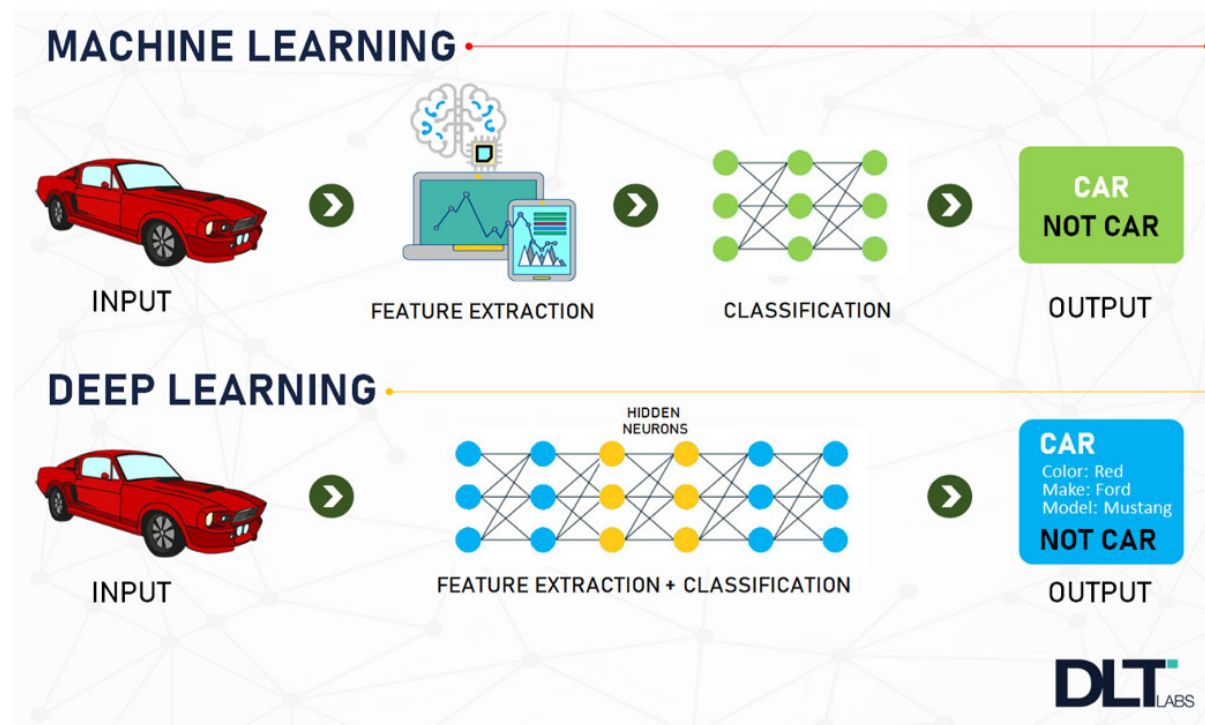 MACHINE LEARNING
INPUT
FEATURE EXTRACTION
CLASSIFICATION
CAR
NOT CAR
OUTPUT
DEEP LEARNING
INPUT
HIDDEN
NEURONS
FEATURE EXTRACTION + CLASSIFICATION
CAR
Color: Red
Make: Ford
Model: Mustang
NOT CAR
OUTPUT
DLT LABS